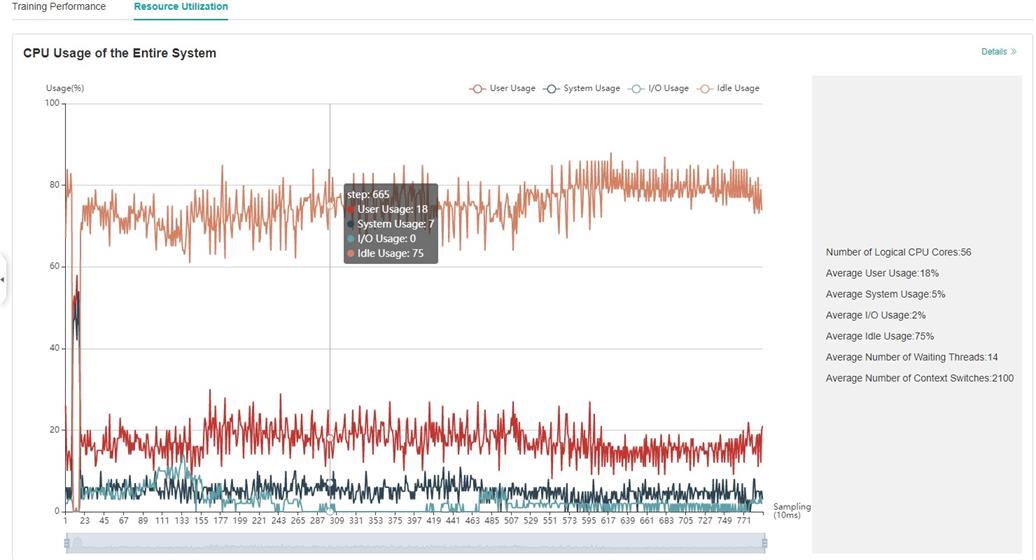 Training Performance Resource Utilization
CPU Usage of the Entire System
Details »
Usage(%)
User Usage System Usage I/O Usage Idle Usage
100
80
60
40
20
0
step: 665
User Usage: 18
System Usage: 7
I/O Usage: 0
Idle Usage: 75
1 23 45 67 89 111 133 155 177 199 221 243 265 287 309 331 353 375 397 419 441 463 485 507 529 551 573 595 617 639 661 683 705 727 749 771
Sampling
(10ms)
Number of Logical CPU Cores:56
Average User Usage:18%
Average System Usage:5%
Average I/O Usage:2%
Average Idle Usage:75%
Average Number of Waiting Threads:14
Average Number of Context Switches:2100